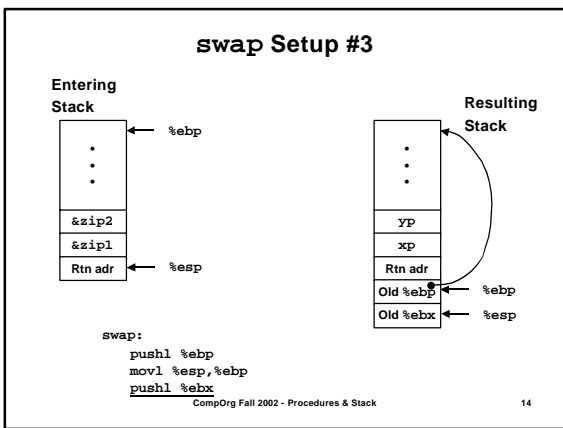 swap Setup #3
Entering
Stack
%ebp
&zip2
&zip1
Rtn adr
%esp
Resulting
Stack
yp
xp
Rtn adr
Old %ebp
%ebp
Old %ebx
%esp
swap:
pushl %ebp
movl %esp,%ebp
pushl %ebx
CompOrg Fall 2002 - Procedures & Stack
14